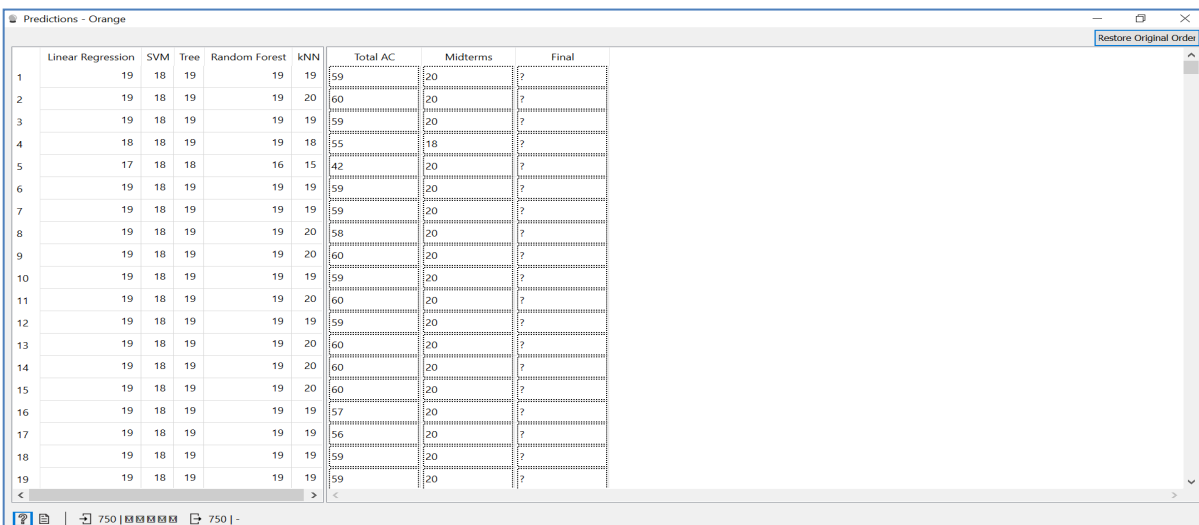 Predictions - Orange
Restore Original Order
Linear Regression SVM Tree Random Forest kNN Total AC Midterms Final
1 19 18 19 19 19 59 20 ?
2 19 18 19 19 20 60 20 ?
3 19 18 19 19 19 59 20 ?
4 18 18 19 19 18 55 18 ?
5 17 18 18 16 15 42 20 ?
6 19 18 19 19 19 59 20 ?
7 19 18 19 19 19 59 20 ?
8 19 18 19 19 20 58 20 ?
9 19 18 19 19 20 60 20 ?
10 19 18 19 19 19 59 20 ?
11 19 18 19 19 20 60 20 ?
12 19 18 19 19 19 59 20 ?
13 19 18 19 19 20 60 20 ?
14 19 18 19 19 20 60 20 ?
15 19 18 19 19 20 60 20 ?
16 19 18 19 19 19 57 20 ?
17 19 18 19 19 19 56 20 ?
18 19 18 19 19 19 59 20 ?
19 19 18 19 19 19 59 20 ?
? 750 | 750 | -